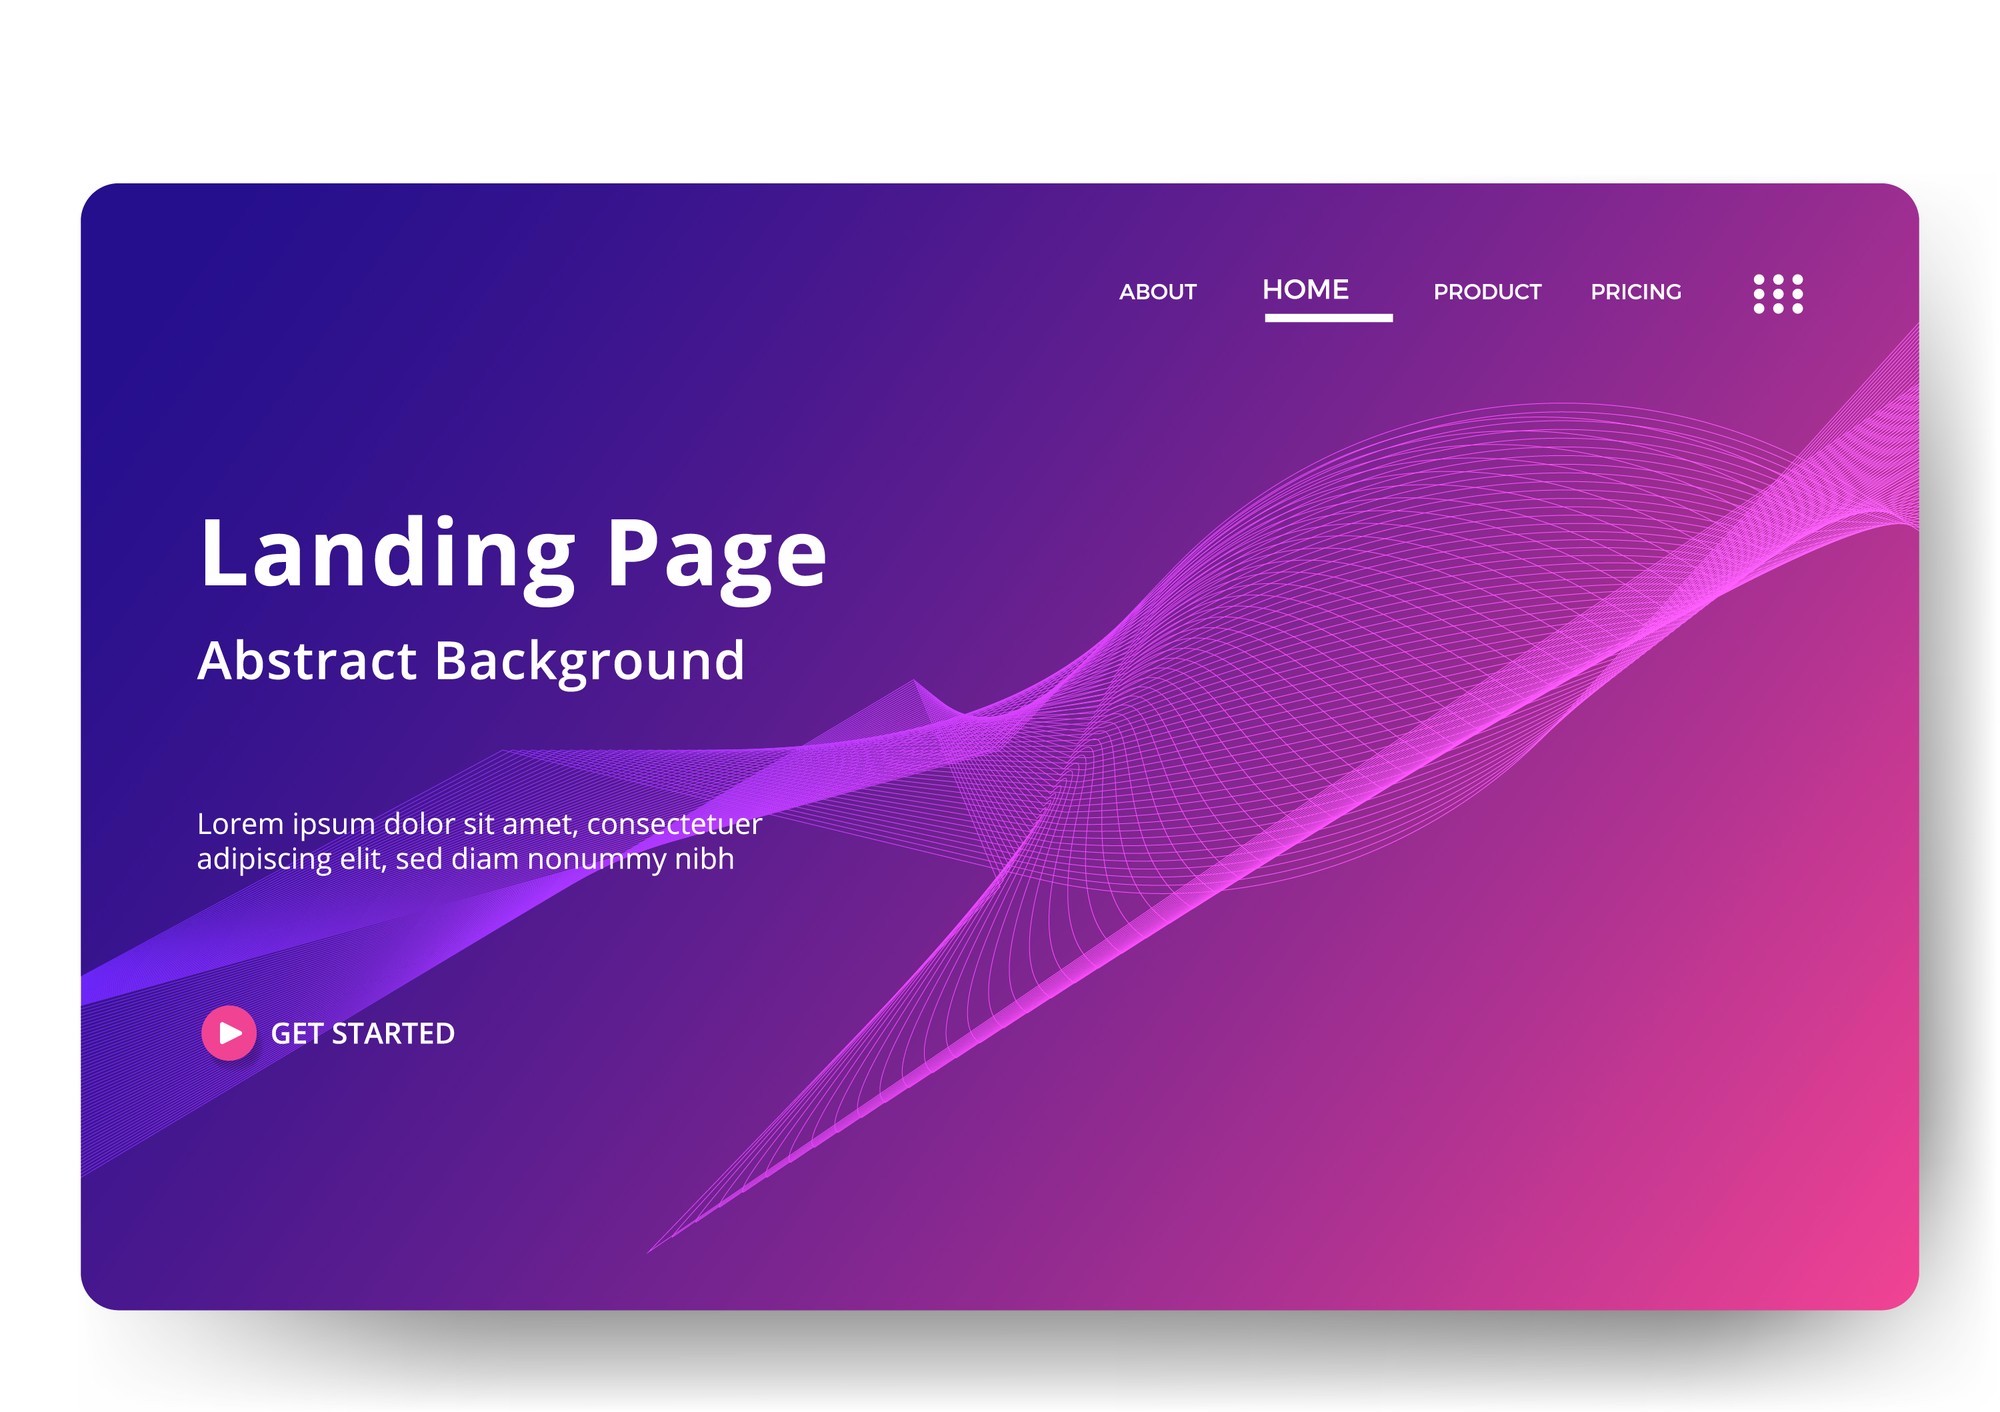 ABOUT HOME PRODUCT PRICING
Landing Page
Abstract Background
Lorem ipsum dolor sit amet, consectetuer
adipiscing elit, sed diam nonummy nibh
GET STARTED